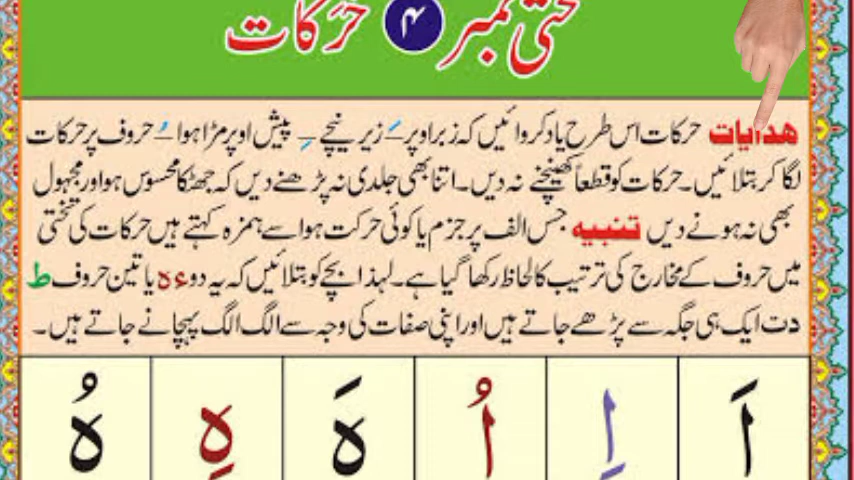 تختی نمبر ۴ حَرَکَات
ھدایات حرکات اس طرح یاد کروائیں کہ زبر اوپر َ زیر نیچے ِ پیش اوپر مڑا ہوا ُ حروف پر حرکات
لگا کر بتلائیں۔ حرکات کو قطعاً کھینچنے نہ دیں۔ اتنا بھی جلدی نہ پڑھنے دیں کہ جھٹکا محسوس ہو اور مجہول
بھی نہ ہونے دیں تنبیہ جس الف پر جزم یا کوئی حرکت ہو اسے ہمزہ کہتے ہیں حرکات کی تختی
میں حروف کے مخارج کی ترتیب کا لحاظ رکھا گیا ہے۔ لہذا بچے کو بتلائیں کہ یہ دو ء ہ یا تین حروف ط
د ت ایک ہی جگہ سے پڑھے جاتے ہیں اور اپنی صفات کی وجہ سے الگ الگ پہچانے جاتے ہیں۔
اَ اِ اُ هَ هِ هُ